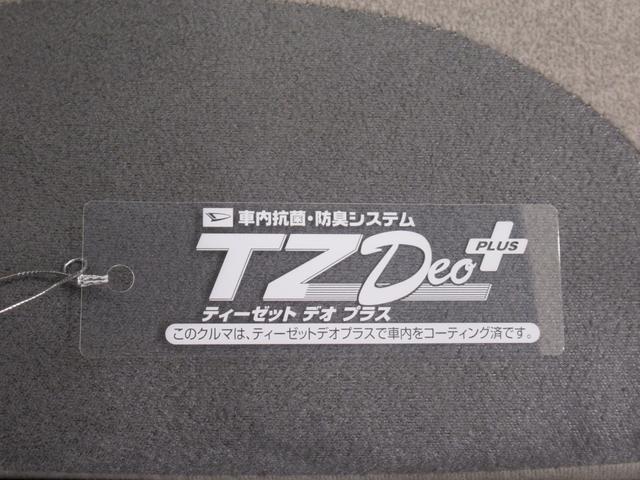 車内抗菌・防臭システム
TZ Deo PLUS
ティーゼット デオ プラス
このクルマは、ティーゼットデオプラスで車内をコーティング済です。